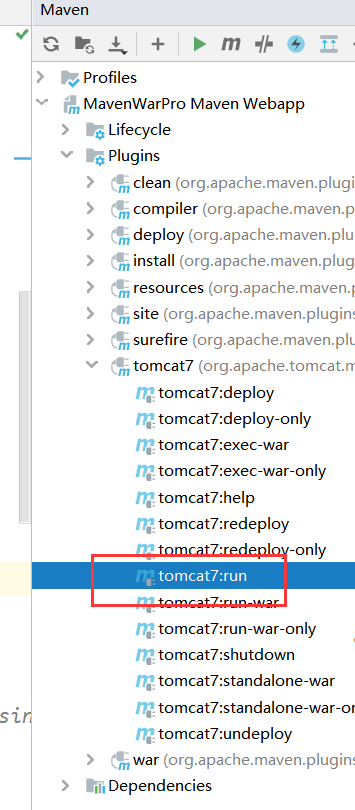 Maven
Profiles
MavenWarPro Maven Webapp
Lifecycle
Plugins
clean (org.apache.maven.plugi
compiler (org.apache.maven.pl
deploy (org.apache.maven.plu
install (org.apache.maven.plug
resources (org.apache.maven.p
site (org.apache.maven.plugins
surefire (org.apache.maven.plu
tomcat7 (org.apache.tomcat.m
tomcat7:deploy
tomcat7:deploy-only
tomcat7:exec-war
tomcat7:exec-war-only
tomcat7:help
tomcat7:redeploy
tomcat7:redeploy-only
tomcat7:run
tomcat7:run-war
tomcat7:run-war-only
tomcat7:shutdown
sin
tomcat7:standalone-war
tomcat7:standalone-war-o
tomcat7:undeploy
war (org.apache.maven.plugins
Dependencies